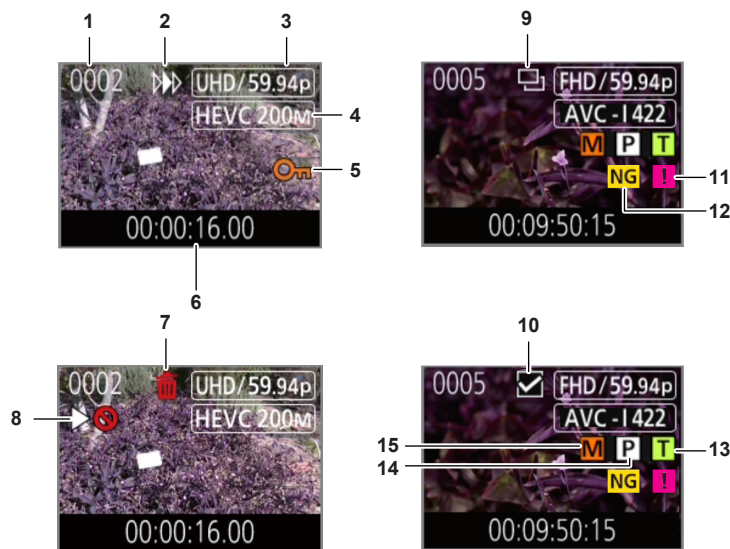 1 2 3
0002 UHD/59.94p
HEVC 200M 4
5
00:00:16.00
6
9
0005 FHD/59.94p
AVC-I 422
M P T
NG ! 11
12
00:09:50:15
7
0002 UHD/59.94p
8 HEVC 200M
00:00:16.00
10
0005 FHD/59.94p
AVC-I 422
15 M P T 13
14
NG !
00:09:50:15